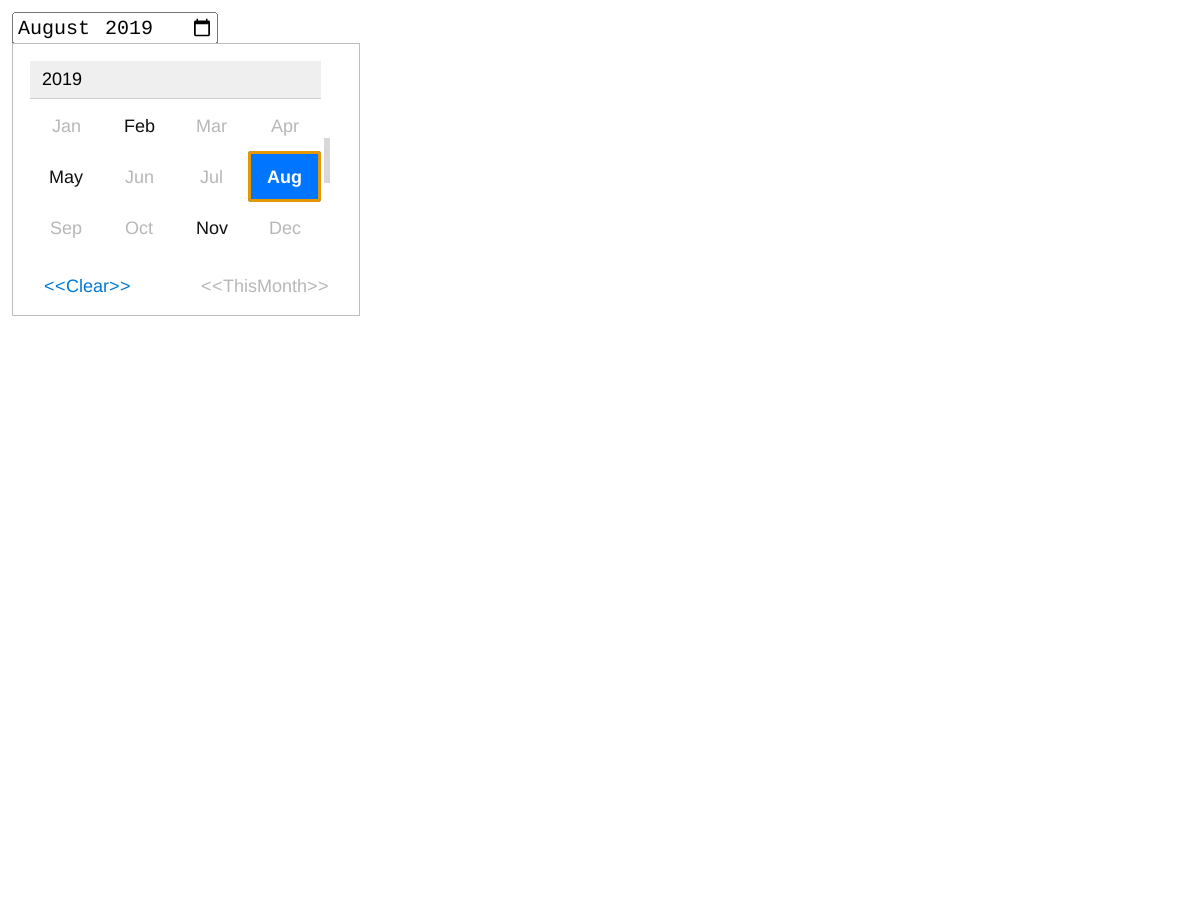 August 2019
2019
Jan Feb Mar Apr
May Jun Jul Aug
Sep Oct Nov Dec
<<Clear>> <<ThisMonth>>